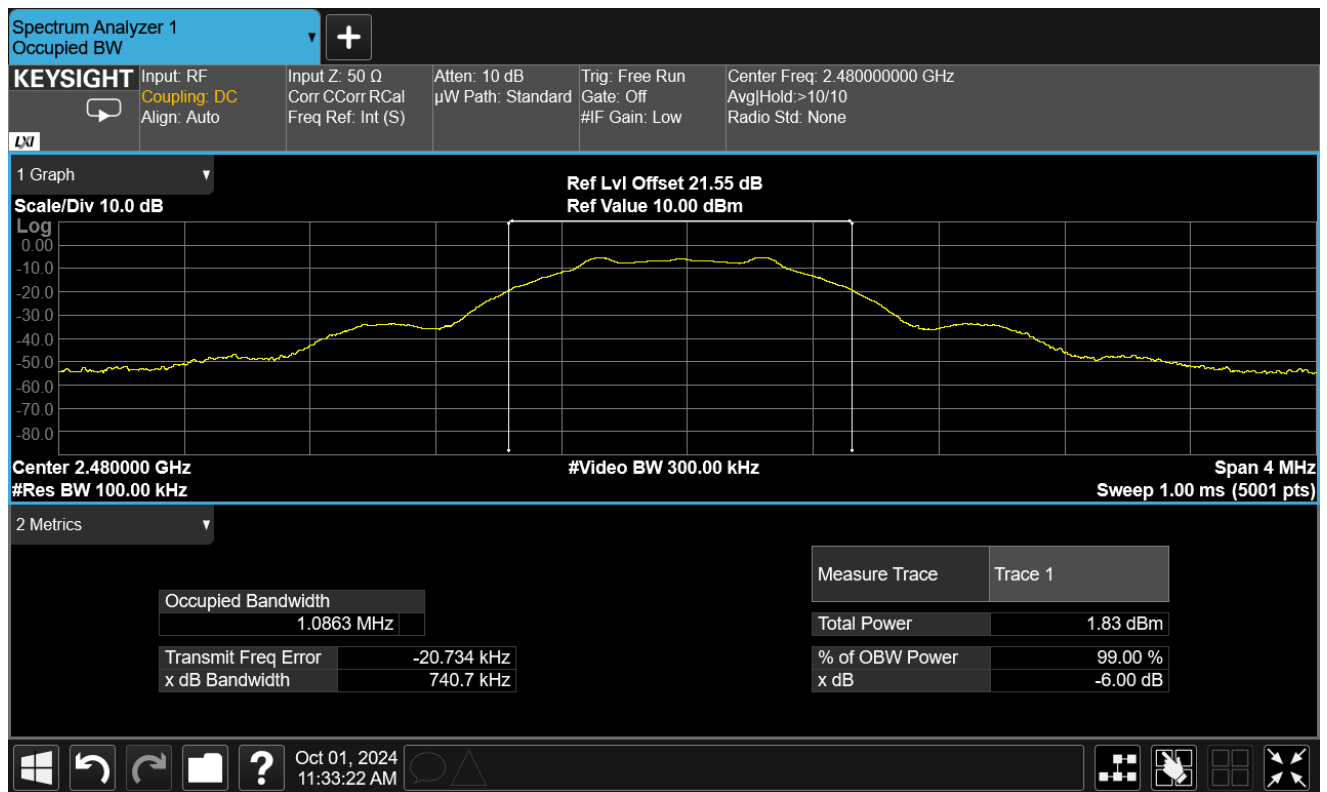 Spectrum Analyzer 1
Occupied BW
KEYSIGHT
LXI
Input: RF
Coupling: DC
Align: Auto
Input Z: 50 Ω
Corr CCorr RCal
Freq Ref: Int (S)
Atten: 10 dB
µW Path: Standard
Trig: Free Run
Gate: Off
#IF Gain: Low
Center Freq: 2.480000000 GHz
Avg|Hold:>10/10
Radio Std: None
1 Graph
Scale/Div 10.0 dB
Ref Lvl Offset 21.55 dB
Ref Value 10.00 dBm
Log
0.00
-10.0
-20.0
-30.0
-40.0
-50.0
-60.0
-70.0
-80.0
Center 2.480000 GHz
#Video BW 300.00 kHz
Span 4 MHz
#Res BW 100.00 kHz
Sweep 1.00 ms (5001 pts)
2 Metrics
Measure Trace Trace 1
Occupied Bandwidth
1.0863 MHz
Total Power 1.83 dBm
Transmit Freq Error -20.734 kHz
% of OBW Power 99.00 %
x dB Bandwidth 740.7 kHz
x dB -6.00 dB
?
Oct 01, 2024
11:33:22 AM